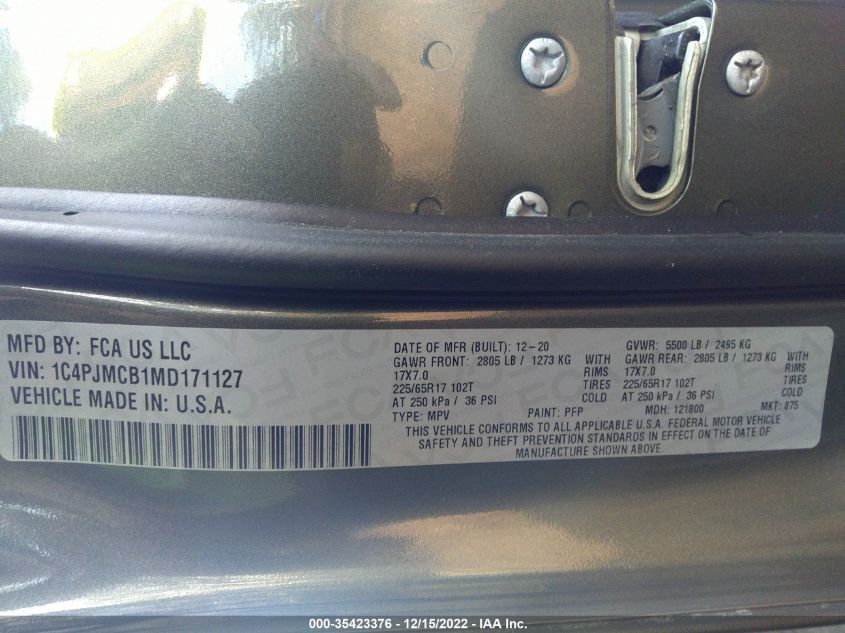 MFD BY: FCA US LLC
VIN: 1C4PJMCB1MD171127
VEHICLE MADE IN: U.S.A.
DATE OF MFR (BUILT): 12-20 GVWR: 5500 LB / 2495 KG
GAWR FRONT: 2805 LB / 1273 KG WITH GAWR REAR: 2805 LB / 1273 KG WITH
17X7.0 RIMS 17X7.0 RIMS
225/65R17 102T TIRES 225/65R17 102T TIRES
AT 250 kPa / 36 PSI COLD AT 250 kPa / 36 PSI COLD
TYPE: MPV PAINT: PFP MDH: 121800 MKT: 875
THIS VEHICLE CONFORMS TO ALL APPLICABLE U.S.A. FEDERAL MOTOR VEHICLE
SAFETY AND THEFT PREVENTION STANDARDS IN EFFECT ON THE DATE OF
MANUFACTURE SHOWN ABOVE
000-35423376 - 12/15/2022 - IAA Inc.